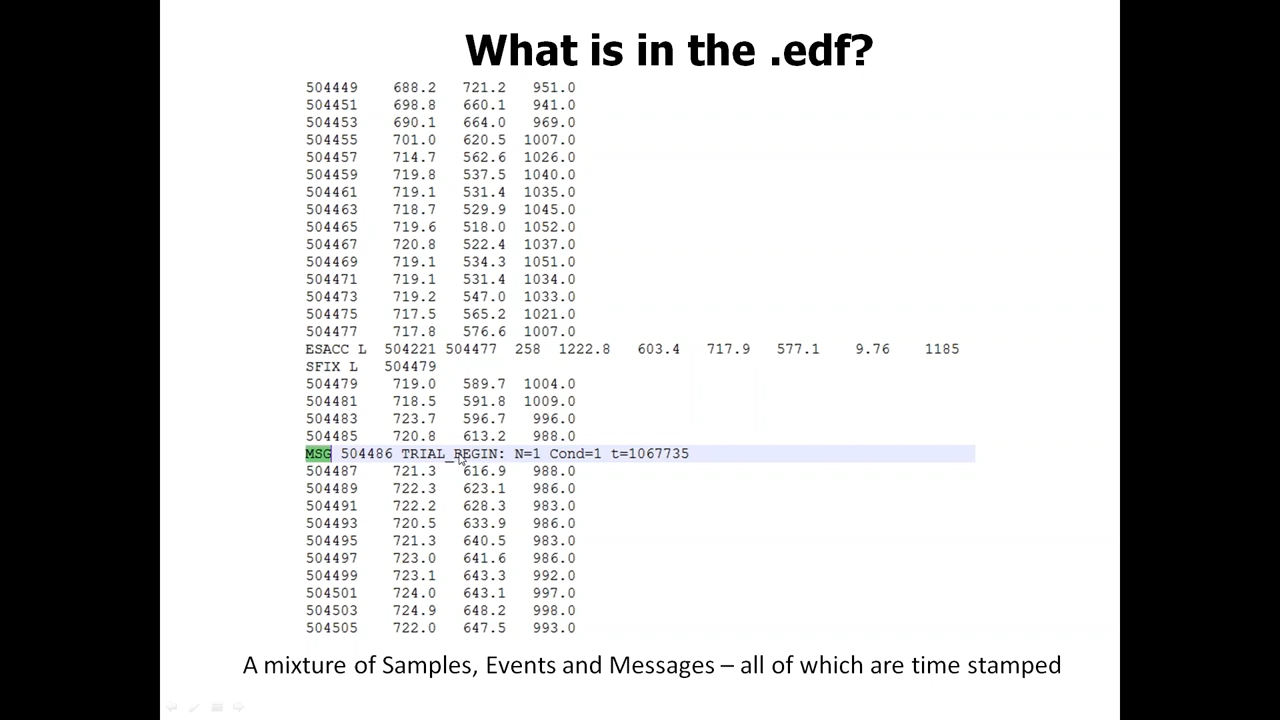 What is in the .edf?
504449 688.2 721.2 951.0
504451 698.8 660.1 941.0
504453 690.1 664.0 969.0
504455 701.0 620.5 1007.0
504457 714.7 562.6 1026.0
504459 719.8 537.5 1040.0
504461 719.1 531.4 1035.0
504463 718.7 529.9 1045.0
504465 719.6 518.0 1052.0
504467 720.8 522.4 1037.0
504469 719.1 534.3 1051.0
504471 719.1 531.4 1034.0
504473 719.2 547.0 1033.0
504475 717.5 565.2 1021.0
504477 717.8 576.6 1007.0
ESACC L 504221 504477 258 1222.8 603.4 717.9 577.1 9.76 1185
SFIX L 504479
504479 719.0 589.7 1004.0
504481 718.5 591.8 1009.0
504483 723.7 596.7 996.0
504485 720.8 613.2 988.0
MSG 504486 TRIAL_BEGIN: N=1 Cond=1 t=1067735
504487 721.3 616.9 988.0
504489 722.3 623.1 986.0
504491 722.2 628.3 983.0
504493 720.5 633.9 986.0
504495 721.3 640.5 983.0
504497 723.0 641.6 986.0
504499 723.1 643.3 992.0
504501 724.0 643.1 997.0
504503 724.9 648.2 998.0
504505 722.0 647.5 993.0
A mixture of Samples, Events and Messages – all of which are time stamped